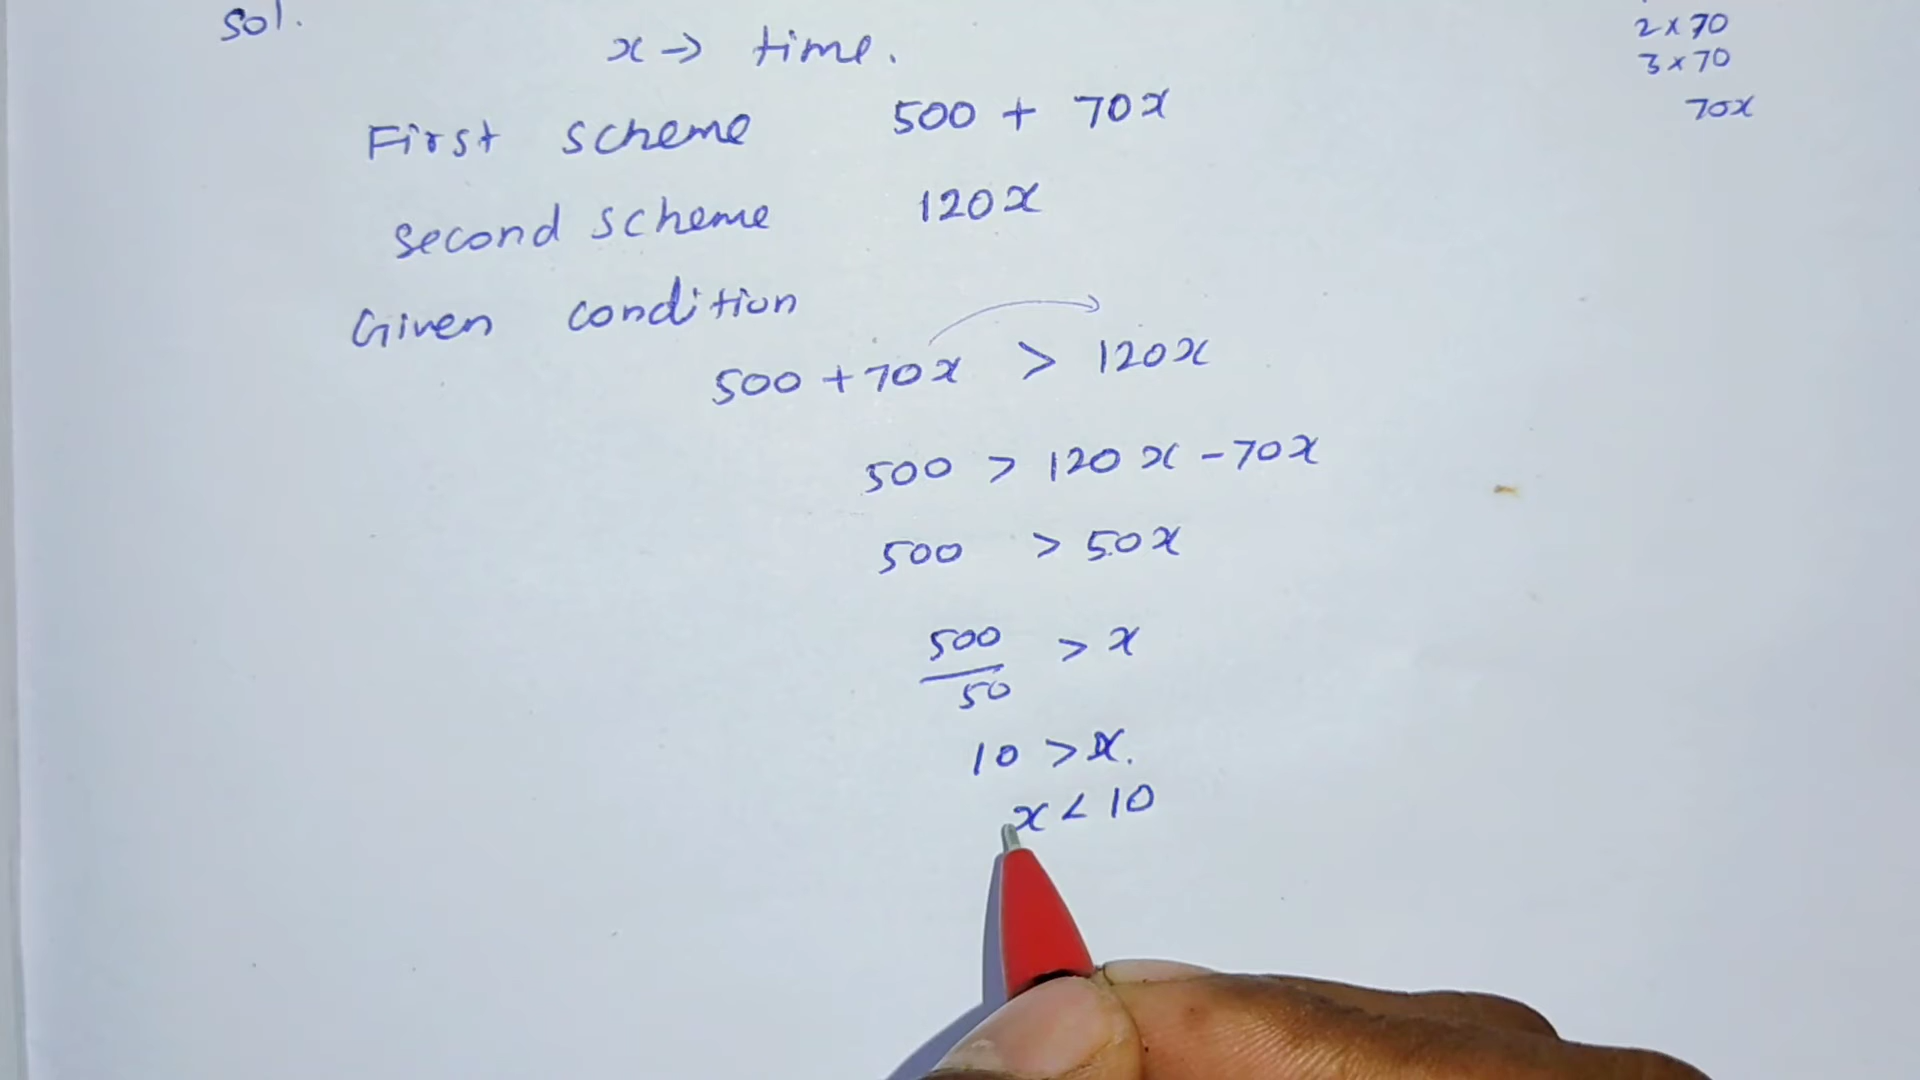 Sol.
x → time.
First scheme 500 + 70x
Second scheme 120x
Given condition
500 + 70x > 120x
500 > 120x - 70x
500 > 50x
500/50 > x
10 > x.
x < 10
2 x 70
3 x 70
70x